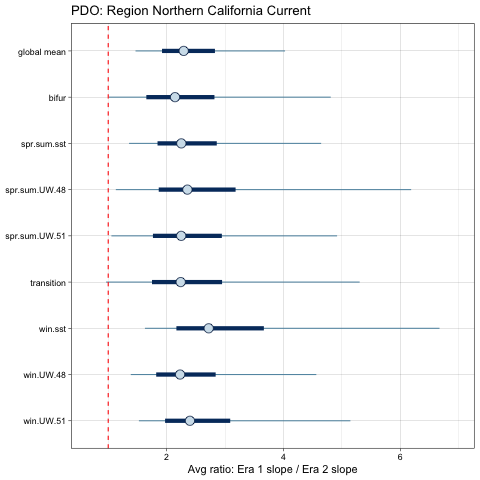 PDO: Region Northern California Current
global mean
bifur
spr.sum.sst
spr.sum.UW.48
spr.sum.UW.51
transition
win.sst
win.UW.48
win.UW.51
2 4 6
Avg ratio: Era 1 slope / Era 2 slope